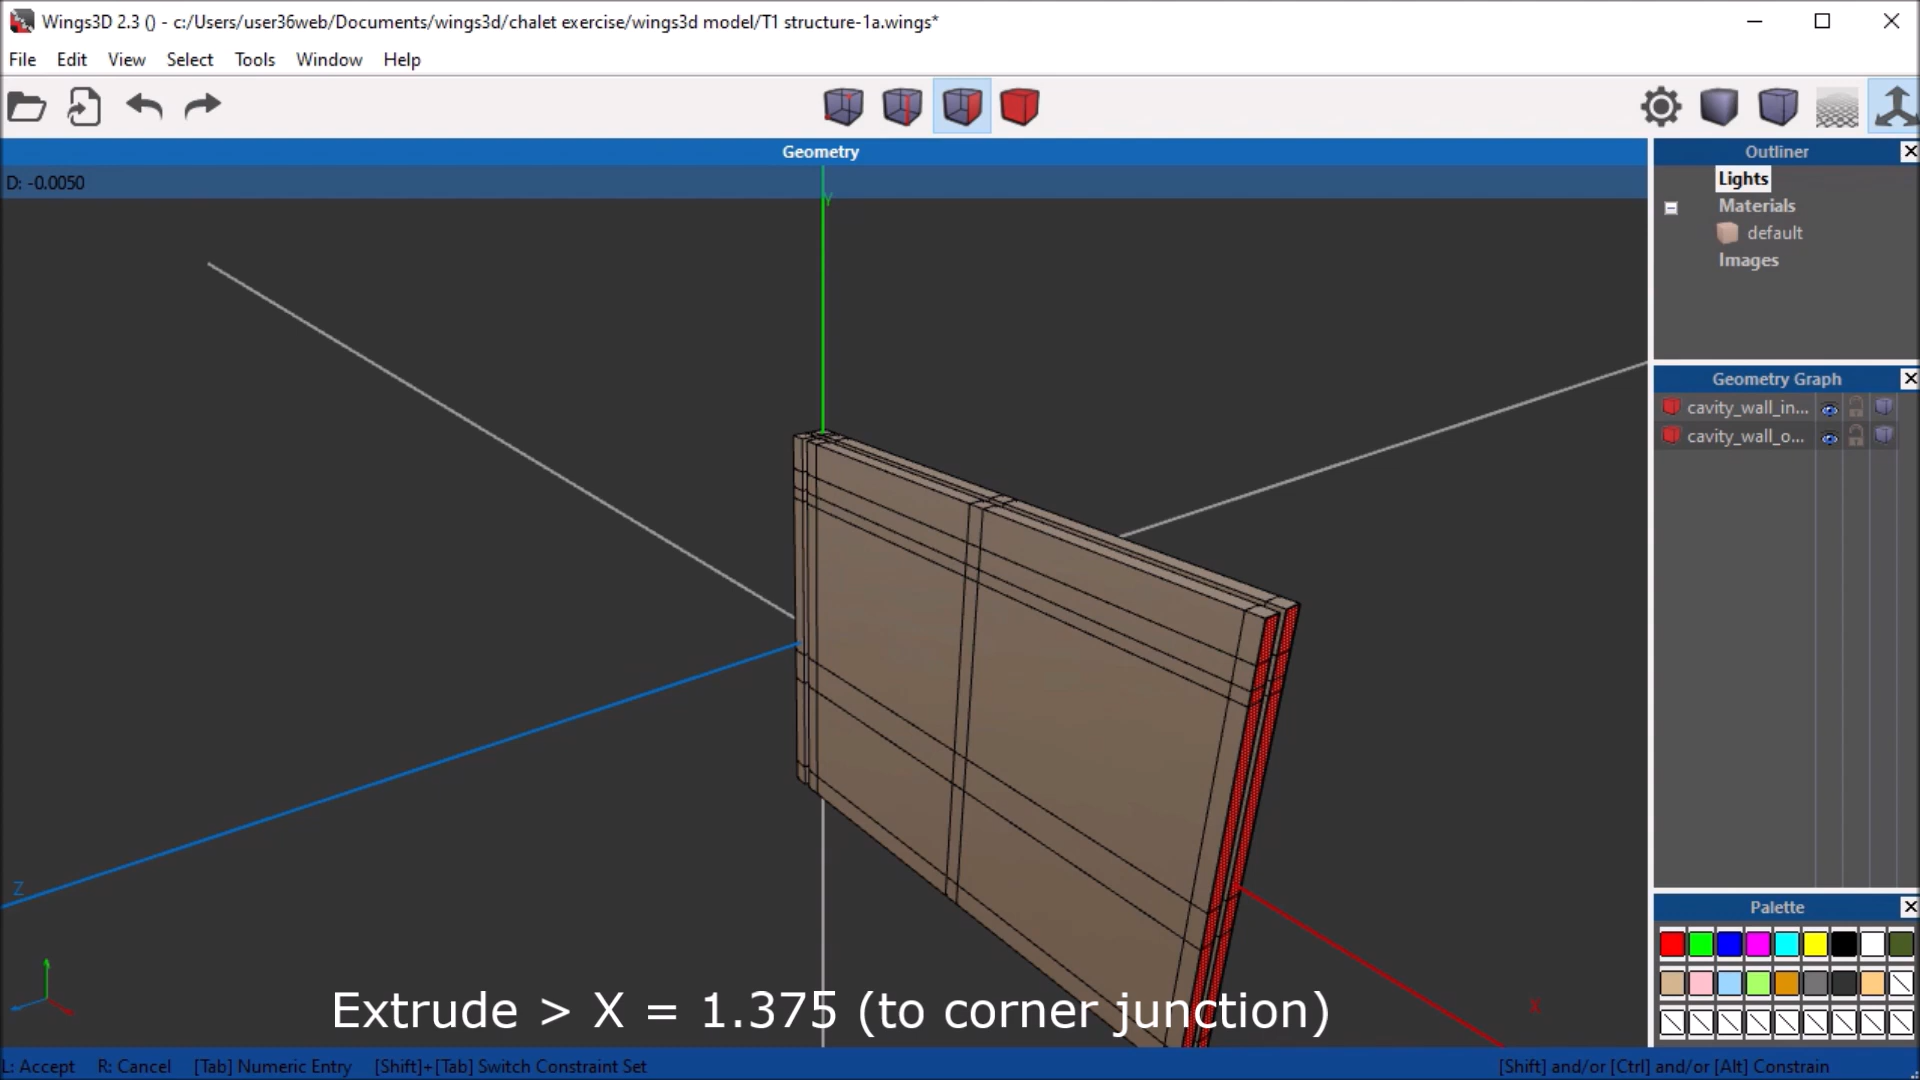 Wings3D 2.3 () - c:/Users/user36web/Documents/wings3d/chalet exercise/wings3d model/T1 structure-1a.wings*
File Edit View Select Tools Window Help
Geometry
D: -0.0050
Y
Z
X
Outliner
Lights
Materials
default
Images
Geometry Graph
cavity_wall_in...
cavity_wall_o...
Palette
Extrude > X = 1.375 (to corner junction)
L: Accept R: Cancel [Tab] Numeric Entry [Shift]+[Tab] Switch Constraint Set [Shift] and/or [Ctrl] and/or [Alt] Constrain